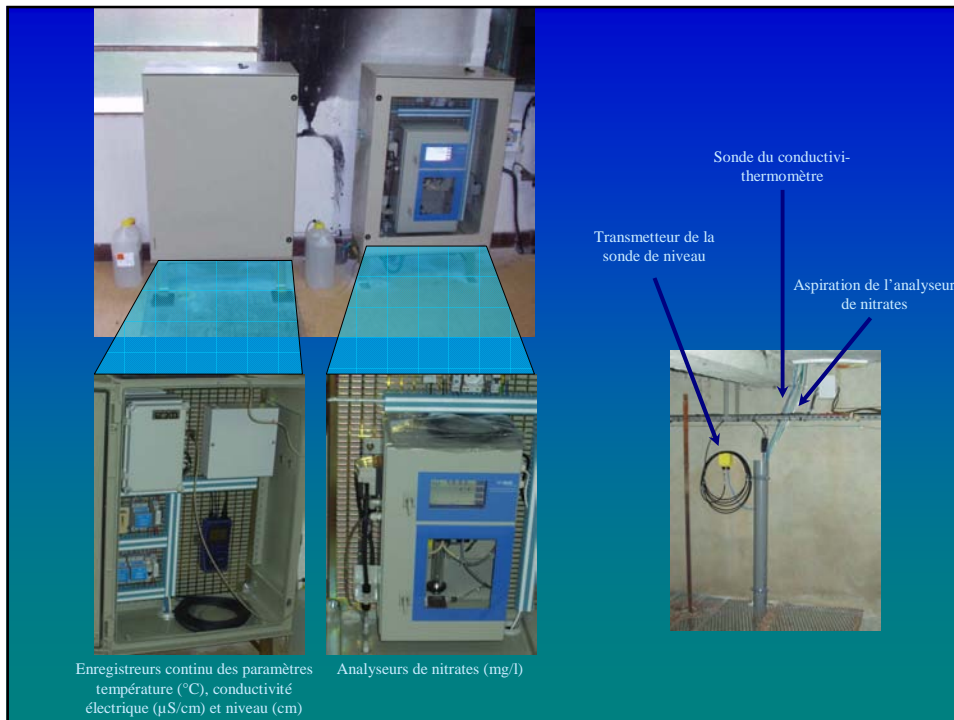 Sonde du conductivi-
thermomètre
Transmetteur de la
sonde de niveau
Aspiration de l'analyseur
de nitrates
Enregistreurs continu des paramètres
température (°C), conductivité
électrique (µS/cm) et niveau (cm)
Analyseurs de nitrates (mg/l)